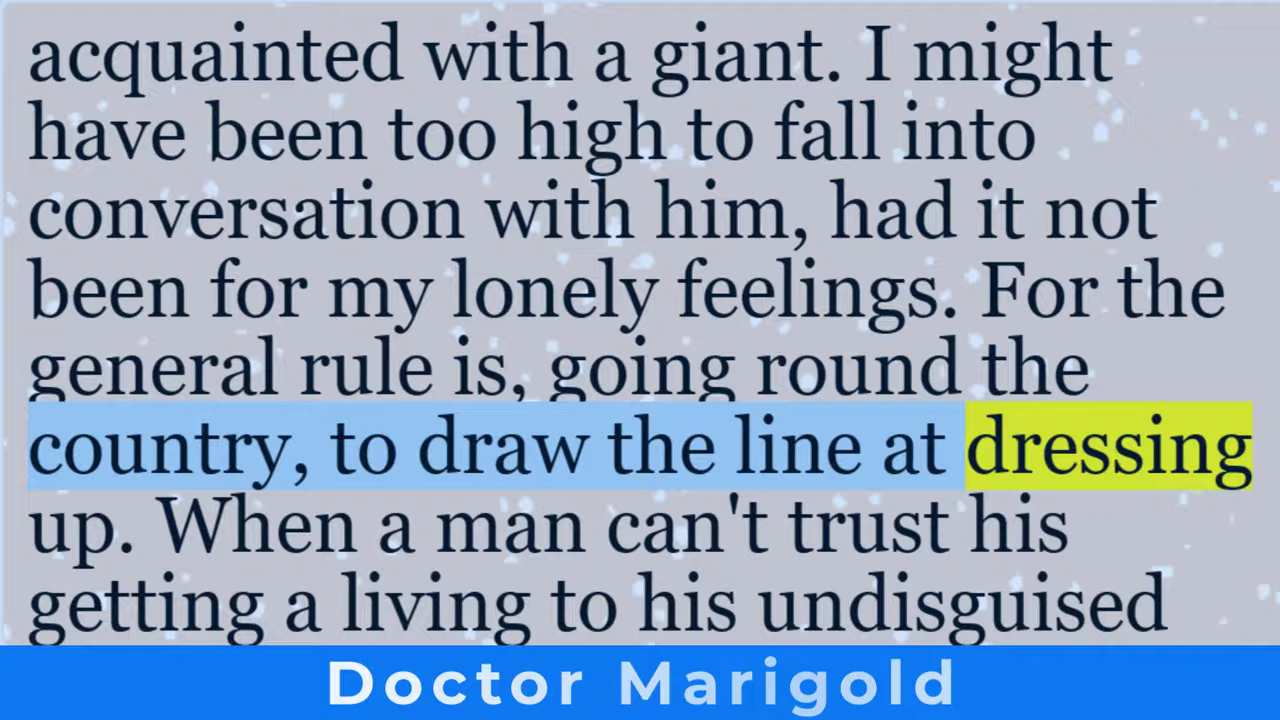 acquainted with a giant. I might
have been too high to fall into
conversation with him, had it not
been for my lonely feelings. For the
general rule is, going round the
country, to draw the line at dressing
up. When a man can't trust his
getting a living to his undisguised
Doctor Marigold